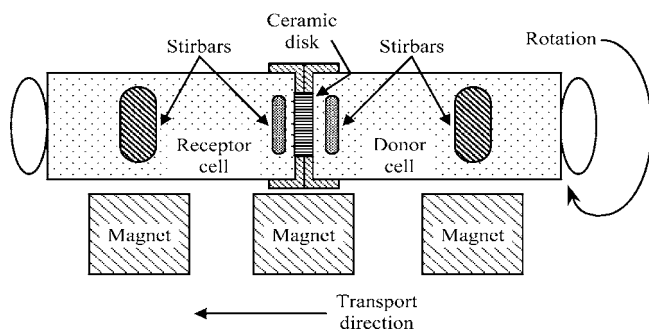 Ceramic
disk
Stirbars
Stirbars
Rotation
Receptor
cell
Donor
cell
Magnet
Magnet
Magnet
Transport
direction